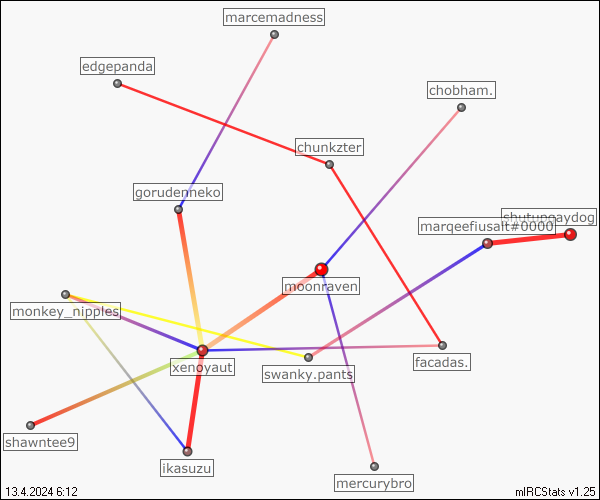 marcemadness
edgepanda
chobham.
chunkzter
gorudenneko
shutupgaydog
marqeefiusalt#0000
moonraven
monkey_nipples
xenoyaut
swanky.pants
facadas.
shawntee9
ikasuzu
mercurybro
13.4.2024 6:12
mIRCStats v1.25